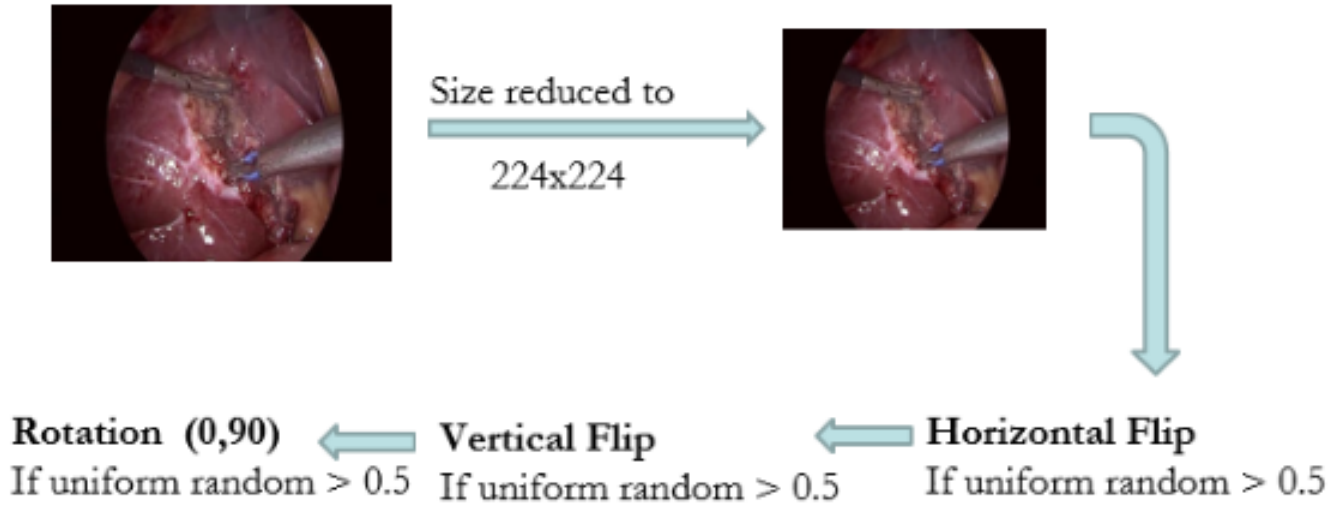 Size reduced to
224x224
Horizontal Flip
If uniform random > 0.5
Vertical Flip
If uniform random > 0.5
Rotation (0,90)
If uniform random > 0.5